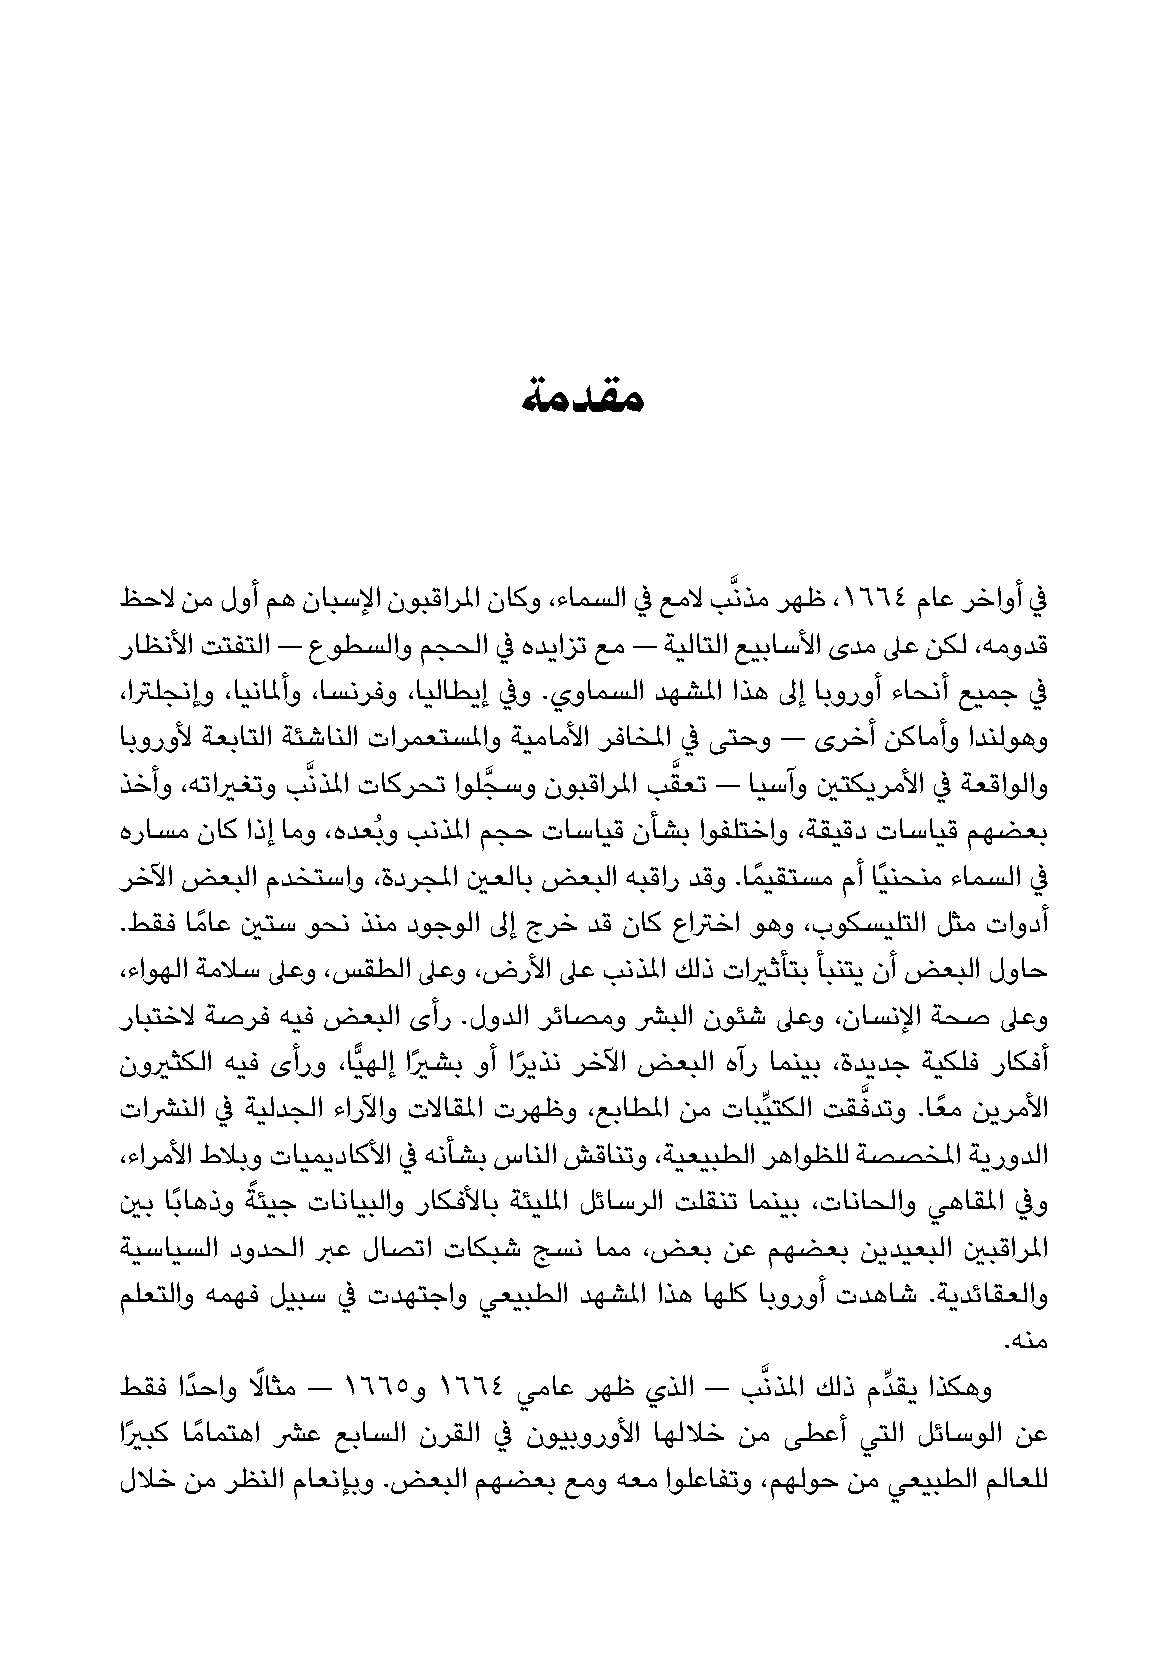 مقدمة
في أواخر عام ١٦٦٤، ظهر مذنَّب لامع في السماء، وكان المراقبون الإسبان هم أول من لاحظ
قدومه، لكن على مدى الأسابيع التالية — مع تزايده في الحجم والسطوع — التفتت الأنظار
في جميع أنحاء أوروبا إلى هذا المشهد السماوي. وفي إيطاليا، وفرنسا، وألمانيا، وإنجلترا،
وهولندا وأماكن أخرى — وحتى في المخافر الأمامية والمستعمرات الناشئة التابعة لأوروبا
والواقعة في الأمريكتين وآسيا — تعقَّب المراقبون وسجَّلوا تحركات المذنَّب وتغيراته، وأخذ
بعضهم قياسات دقيقة، واختلفوا بشأن قياسات حجم المذنب وبُعده، وما إذا كان مساره
في السماء منحنيًا أم مستقيمًا. وقد راقبه البعض بالعين المجردة، واستخدم البعض الآخر
أدوات مثل التليسكوب، وهو اختراع كان قد خرج إلى الوجود منذ نحو ستين عامًا فقط.
حاول البعض أن يتنبأ بتأثيرات ذلك المذنب على الأرض، وعلى الطقس، وعلى سلامة الهواء،
وعلى صحة الإنسان، وعلى شئون البشر ومصائر الدول. رأى البعض فيه فرصة لاختبار
أفكار فلكية جديدة، بينما رآه البعض الآخر نذيرًا أو بشيرًا إلهيًّا، ورأى فيه الكثيرون
الأمرين معًا. وتدفَّقت الكتيِّبات من المطابع، وظهرت المقالات والآراء الجدلية في النشرات
الدورية المخصصة للظواهر الطبيعية، وتناقش الناس بشأنه في الأكاديميات وبلاط الأمراء،
وفي المقاهي والحانات، بينما تنقلت الرسائل المليئة بالأفكار والبيانات جيئةً وذهابًا بين
المراقبين البعيدين بعضهم عن بعض، مما نسج شبكات اتصال عبر الحدود السياسية
والعقائدية. شاهدت أوروبا كلها هذا المشهد الطبيعي واجتهدت في سبيل فهمه والتعلم
منه.
وهكذا يقدِّم ذلك المذنَّب — الذي ظهر عامي ١٦٦٤ و١٦٦٥ — مثالًا واحدًا فقط
عن الوسائل التي أعطى من خلالها الأوروبيون في القرن السابع عشر اهتمامًا كبيرًا
للعالم الطبيعي من حولهم، وتفاعلوا معه ومع بعضهم البعض. وبإنعام النظر من خلال